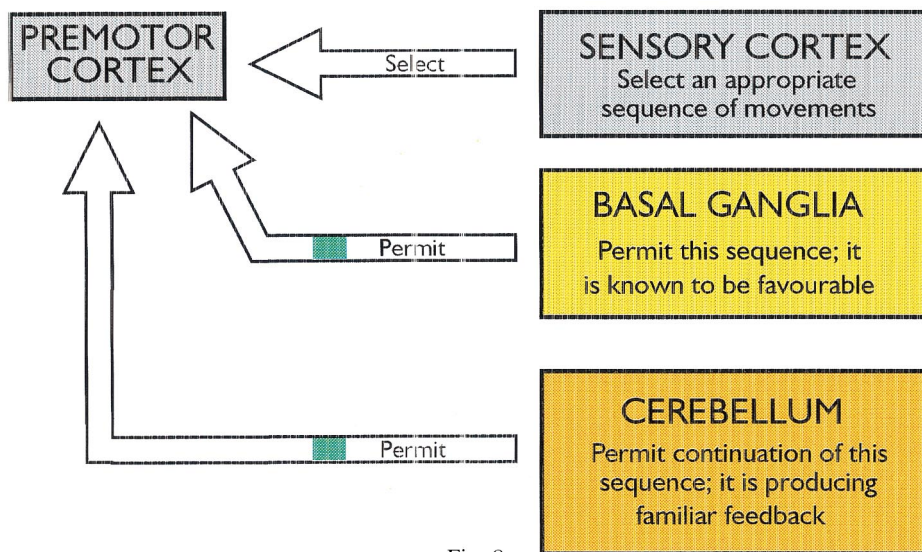 PREMOTOR
CORTEX
Select
SENSORY CORTEX
Select an appropriate
sequence of movements
Permit
BASAL GANGLIA
Permit this sequence; it
is known to be favourable
Permit
CEREBELLUM
Permit continuation of this
sequence; it is producing
familiar feedback